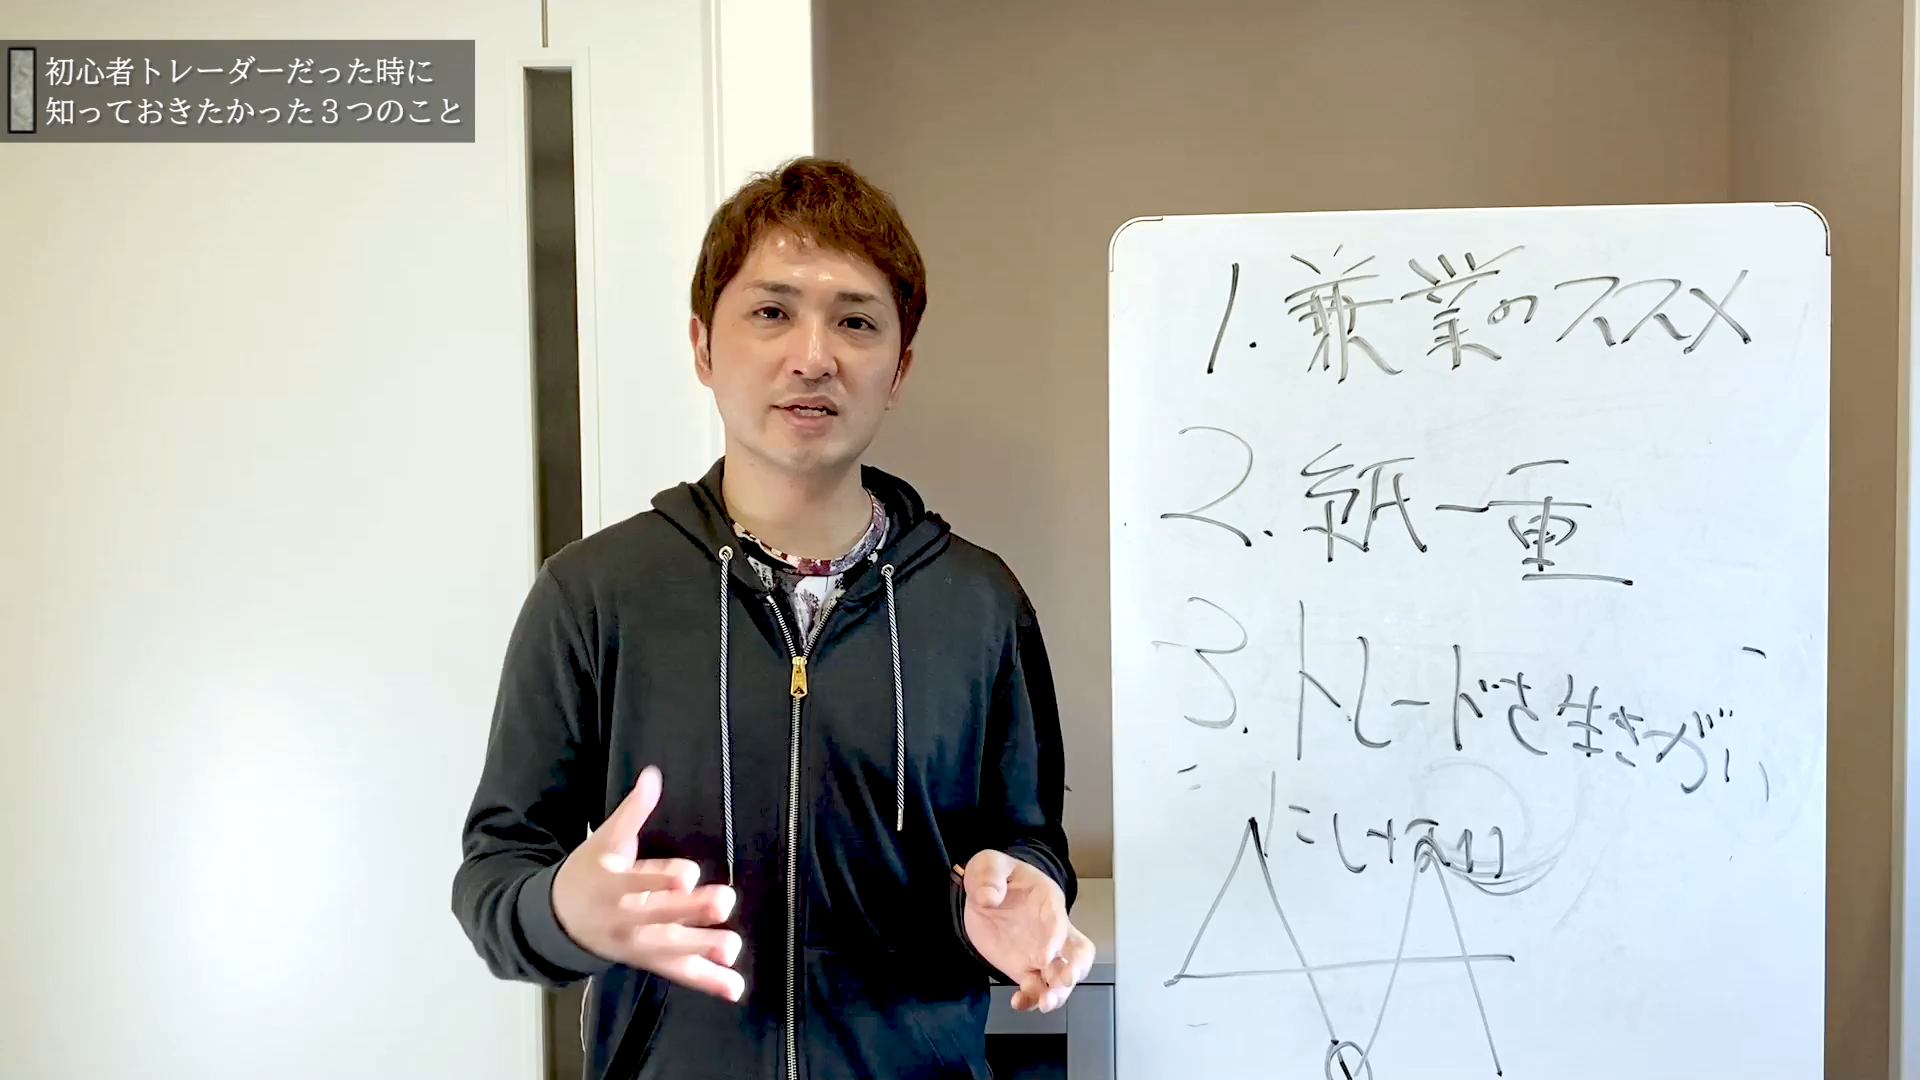 初心者トレーダーだった時に
知っておきたかった３つのこと
1. 兼業のススメ
2. 紙一重
3. トレードを生きがい
にしない